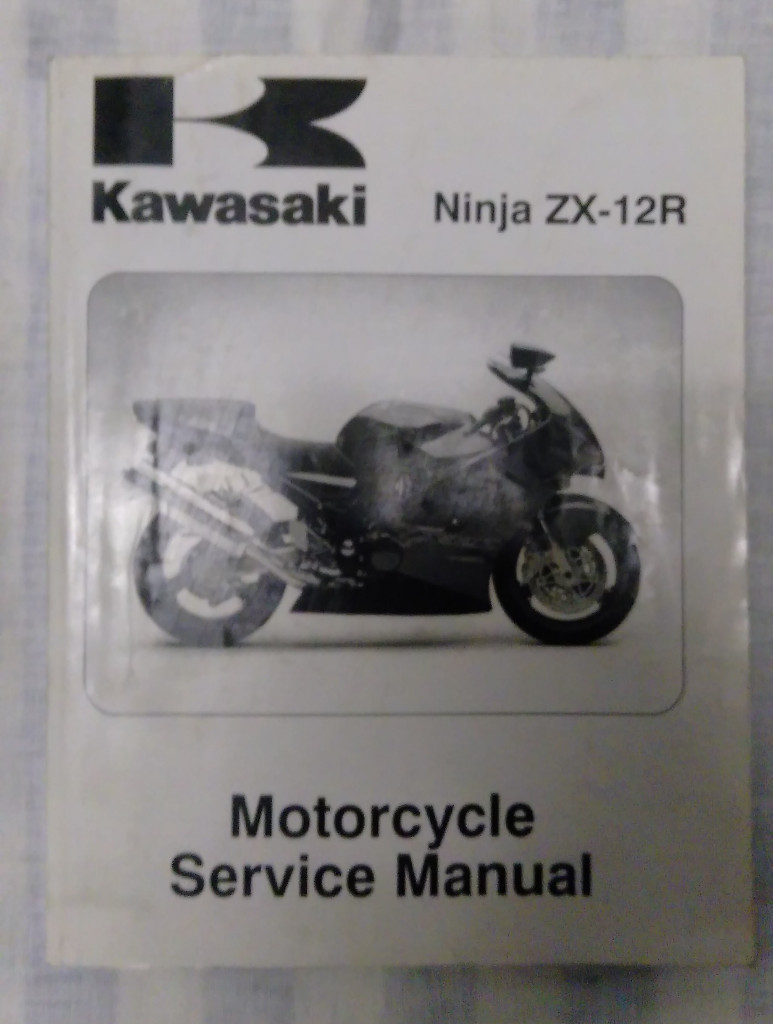 Kawasaki
Ninja ZX-12R
Motorcycle
Service Manual